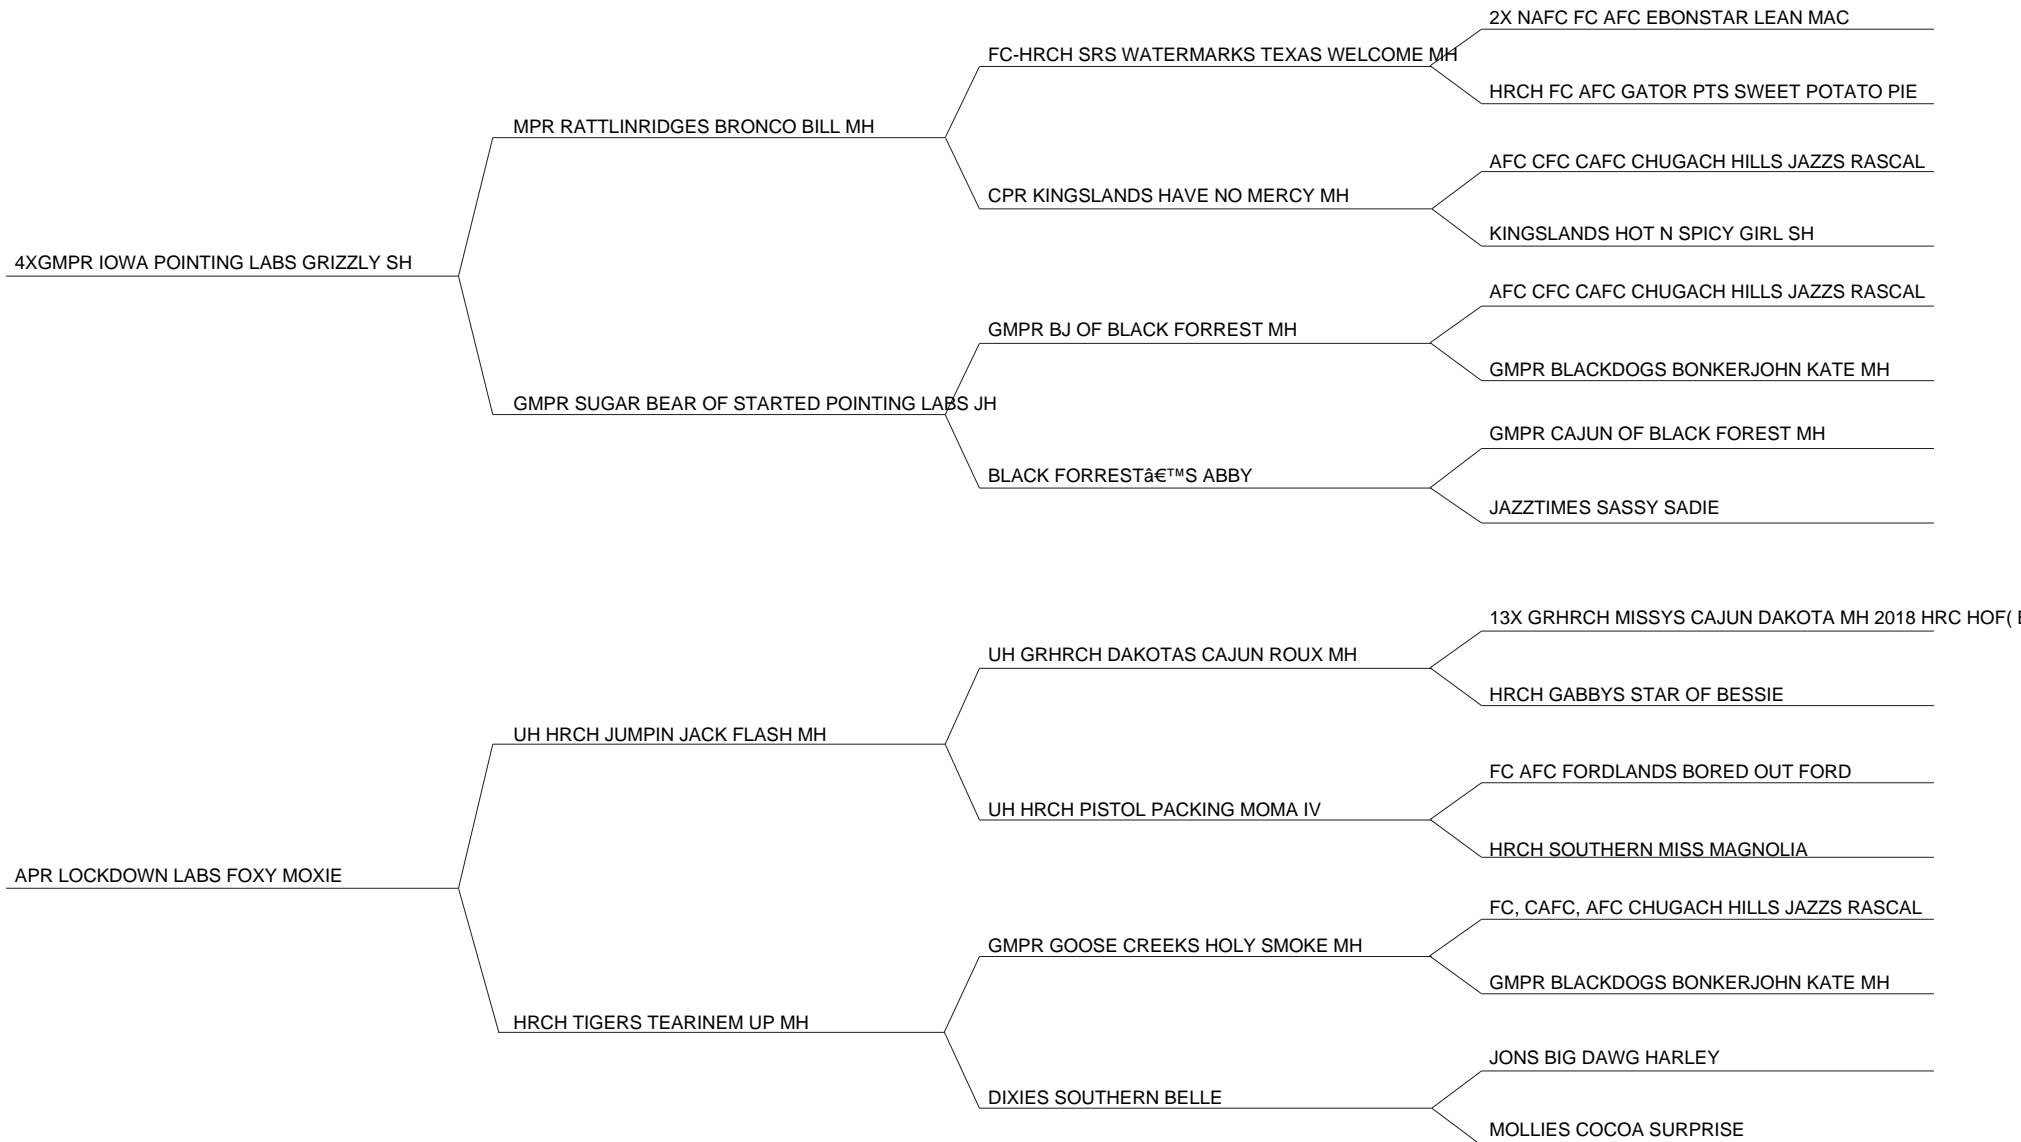 2X NAFC FC AFC EBONSTAR LEAN MAC
FC-HRCH SRS WATERMARKS TEXAS WELCOME MH
HRCH FC AFC GATOR PTS SWEET POTATO PIE
MPR RATTLINRIDGES BRONCO BILL MH
AFC CFC CAFC CHUGACH HILLS JAZZS RASCAL
CPR KINGSLANDS HAVE NO MERCY MH
KINGSLANDS HOT N SPICY GIRL SH
4XGMPR IOWA POINTING LABS GRIZZLY SH
AFC CFC CAFC CHUGACH HILLS JAZZS RASCAL
GMPR BJ OF BLACK FORREST MH
GMPR BLACKDOGS BONKERJOHN KATE MH
GMPR SUGAR BEAR OF STARTED POINTING LABS JH
GMPR CAJUN OF BLACK FOREST MH
BLACK FORRESTâ€™S ABBY
JAZZTIMES SASSY SADIE
13X GRHRCH MISSYS CAJUN DAKOTA MH 2018 HRC HOF(
UH GRHRCH DAKOTAS CAJUN ROUX MH
HRCH GABBYS STAR OF BESSIE
UH HRCH JUMPIN JACK FLASH MH
FC AFC FORDLANDS BORED OUT FORD
UH HRCH PISTOL PACKING MOMA IV
HRCH SOUTHERN MISS MAGNOLIA
APR LOCKDOWN LABS FOXY MOXIE
FC, CAFC, AFC CHUGACH HILLS JAZZS RASCAL
GMPR GOOSE CREEKS HOLY SMOKE MH
GMPR BLACKDOGS BONKERJOHN KATE MH
HRCH TIGERS TEARINEM UP MH
JONS BIG DAWG HARLEY
DIXIES SOUTHERN BELLE
MOLLIES COCOA SURPRISE